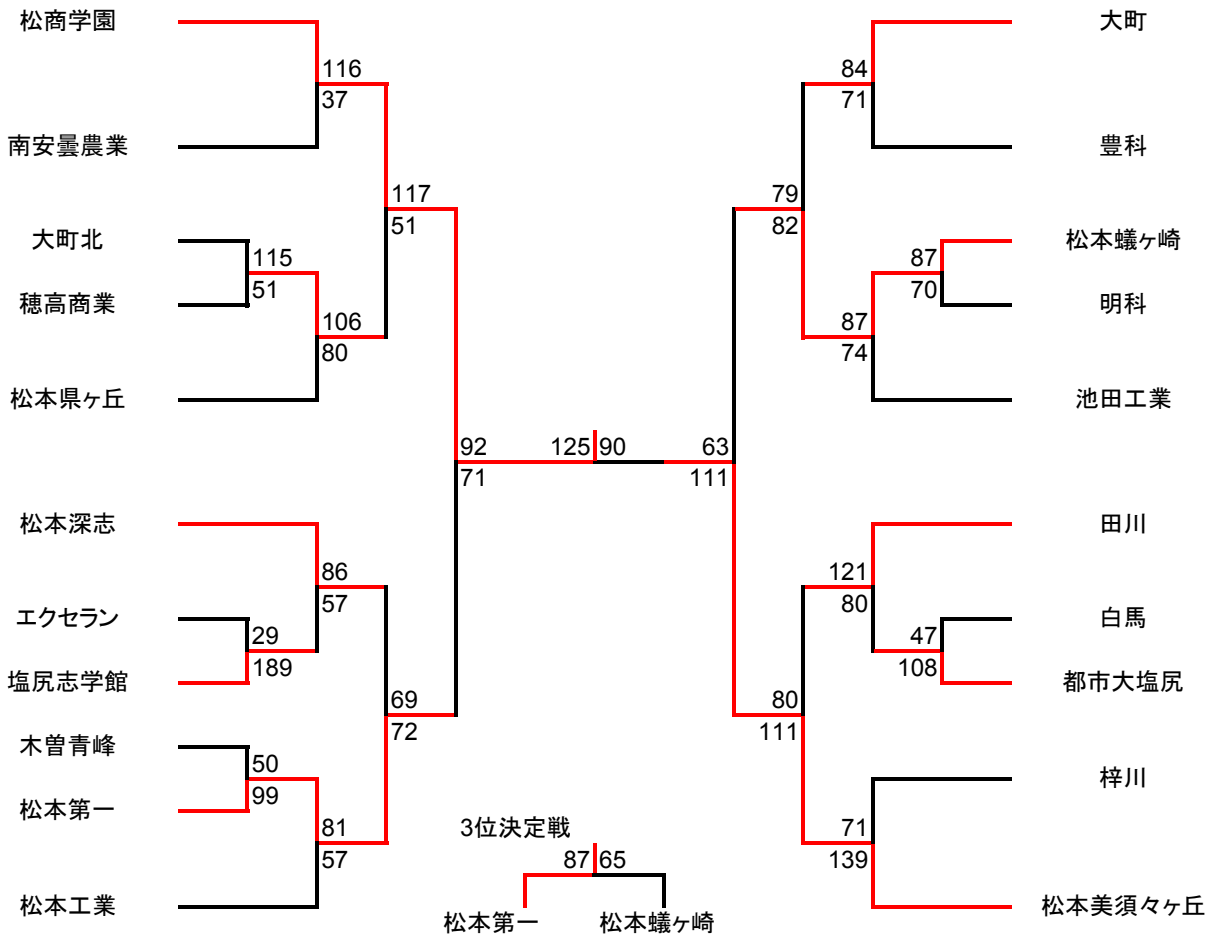 松商学園
大町
116
37
84
71
南安曇農業
豊科
117
51
79
82
大町北
穂高商業
115
51
松本蟻ヶ崎
明科
87
70
106
80
87
74
松本県ヶ丘
池田工業
92
71
125 90
63
111
松本深志
田川
86
57
121
80
エクセラン
塩尻志学館
29
189
白馬
都市大塩尻
47
108
69
72
80
111
木曽青峰
松本第一
50
99
梓川
81
57
71
139
松本工業
松本美須々ヶ丘
3位決定戦
87 65
松本第一
松本蟻ヶ崎